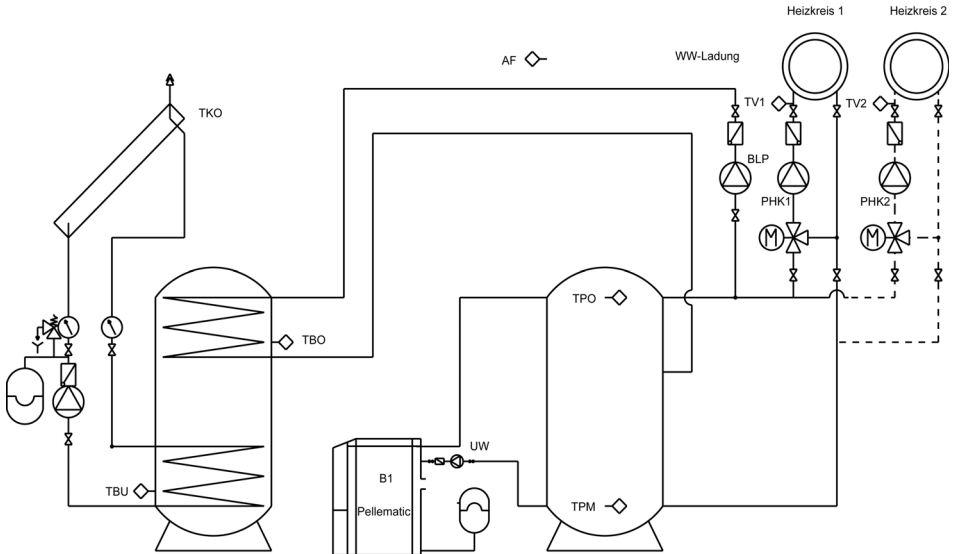 Heizkreis 1
Heizkreis 2
AF
WW-Ladung
TV1
TV2
TKO
BLP
PHK1
PHK2
M
M
TPO
TBO
UW
B1
TBU
Pellematic
TPM